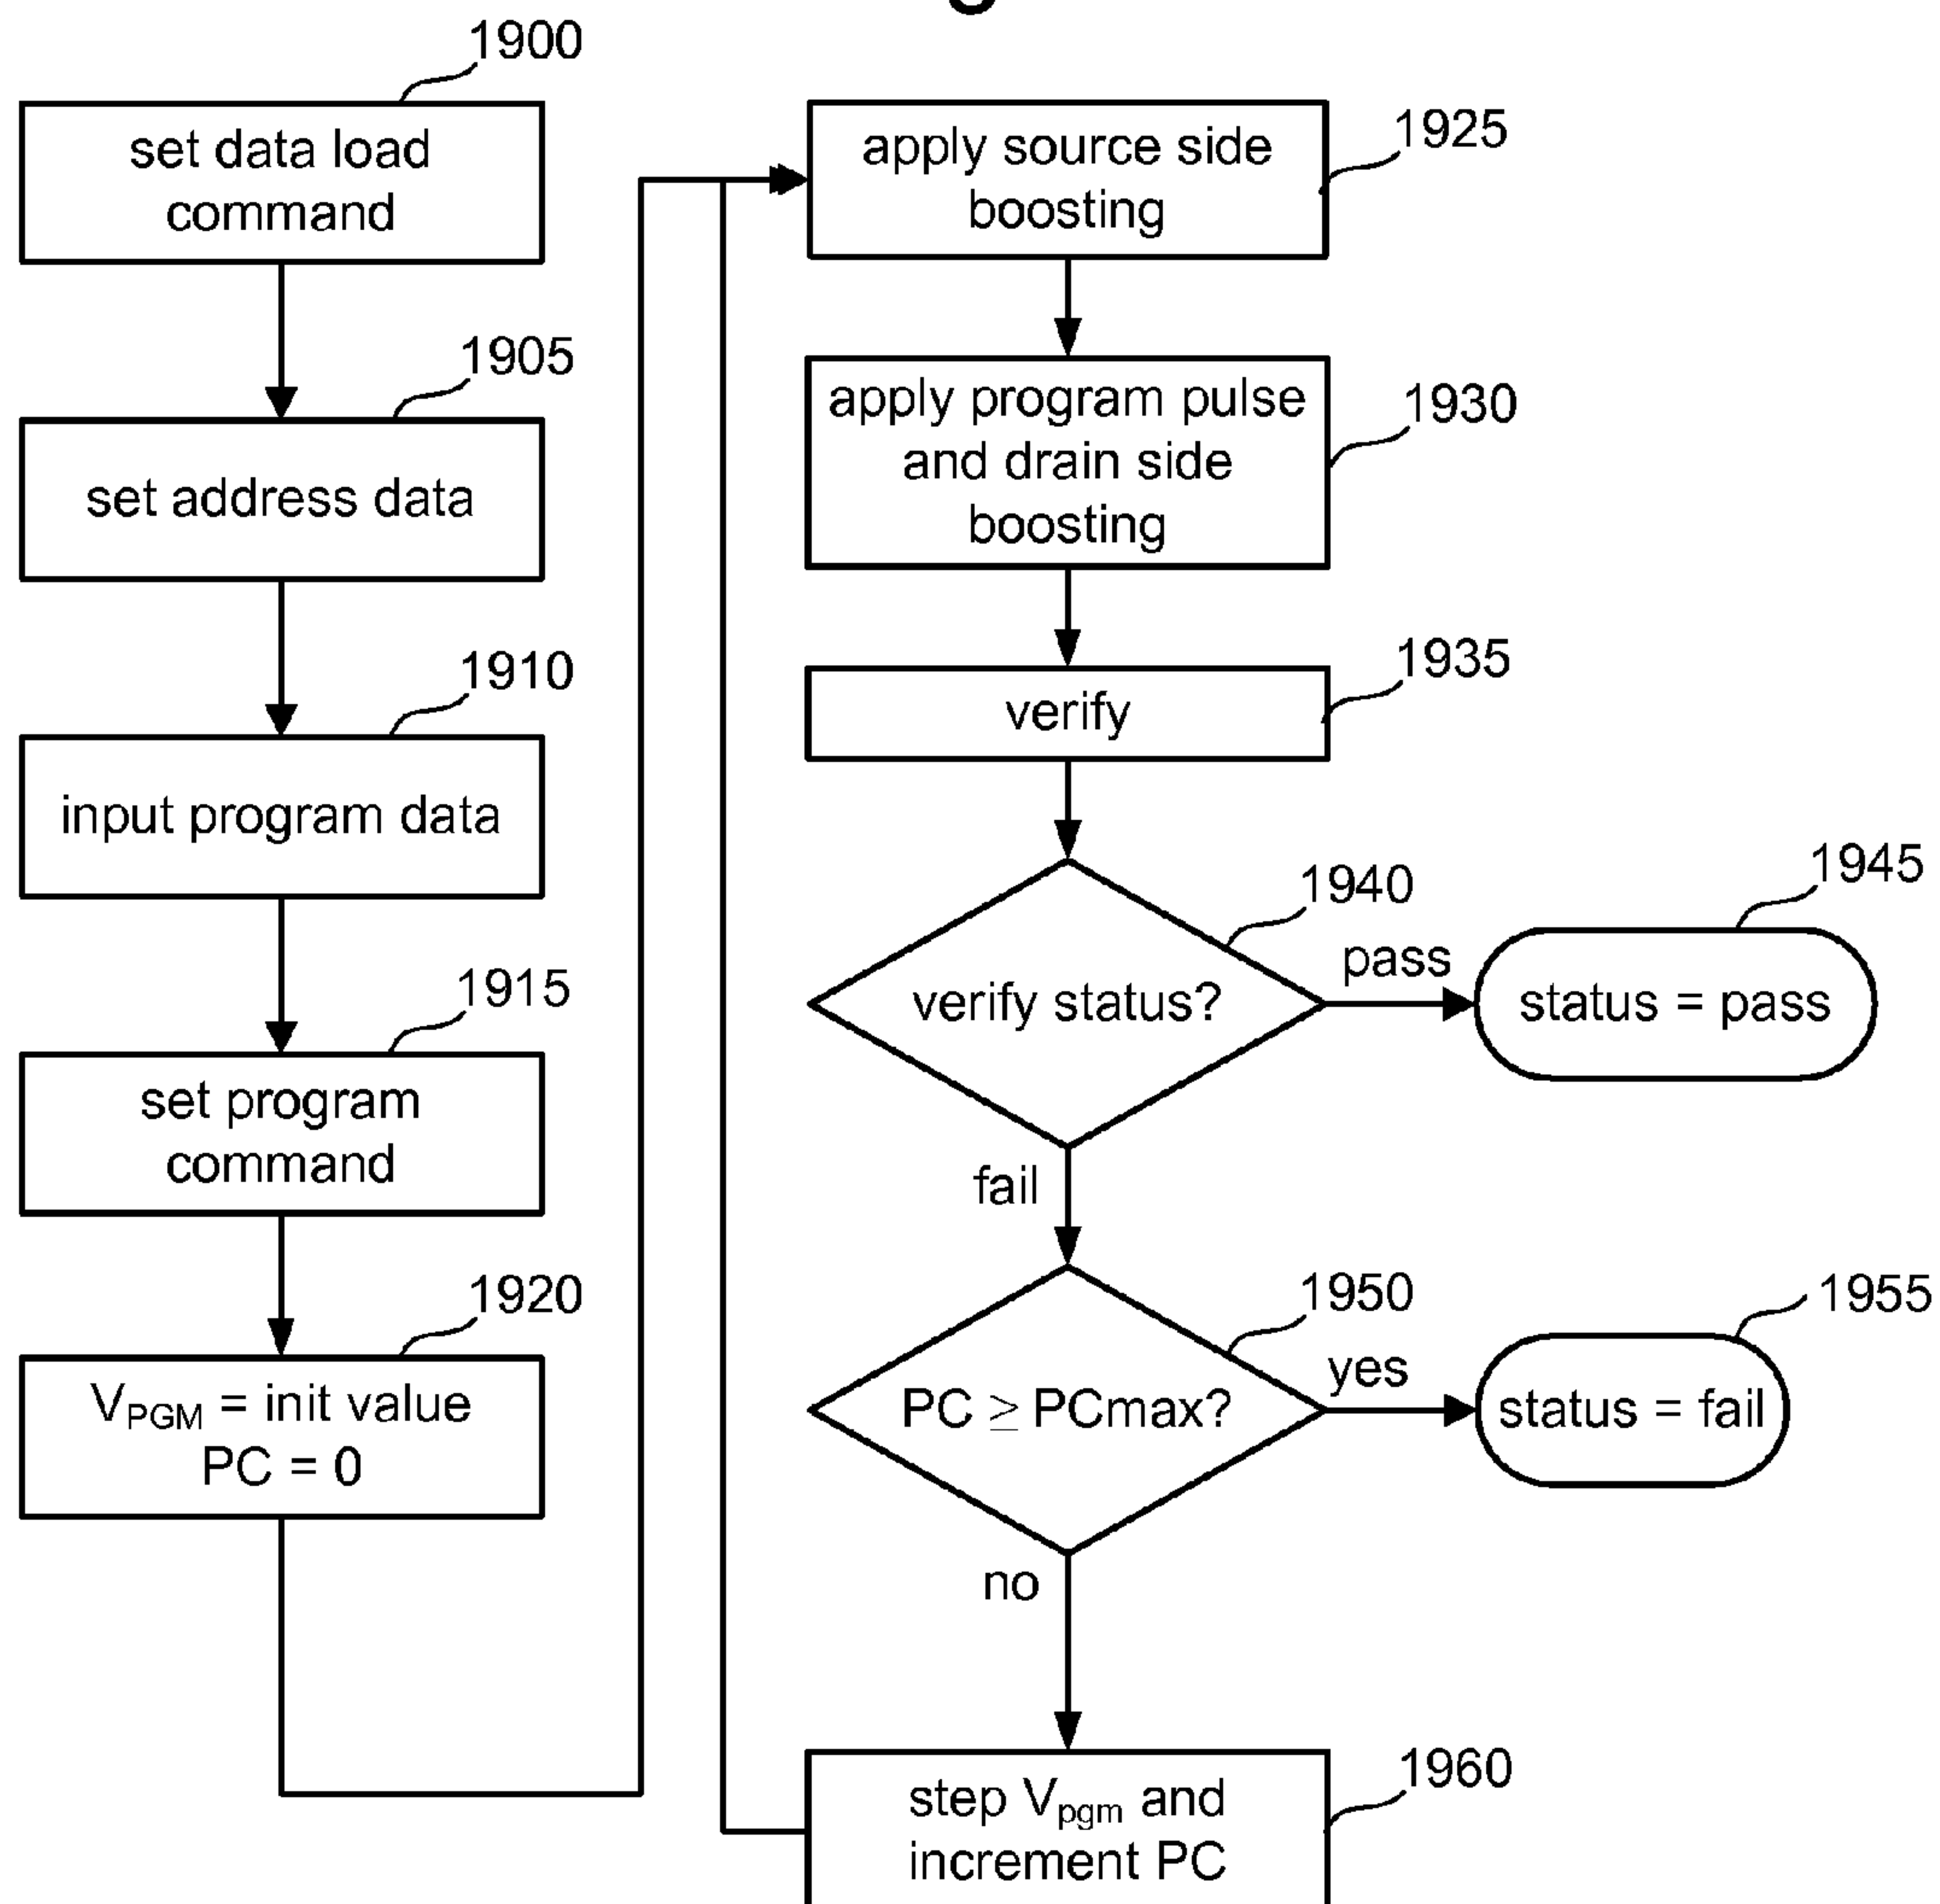 1900
set data load
command
1905
set address data
1910
input program data
1915
set program
command
1920
VPGM = init value
PC = 0
1925
apply source side
boosting
1930
apply program pulse
and drain side
boosting
1935
verify
1940
verify status?
pass
1945
status = pass
fail
1950
PC ≥ PCmax?
yes
1955
status = fail
no
1960
step Vpgm and
increment PC